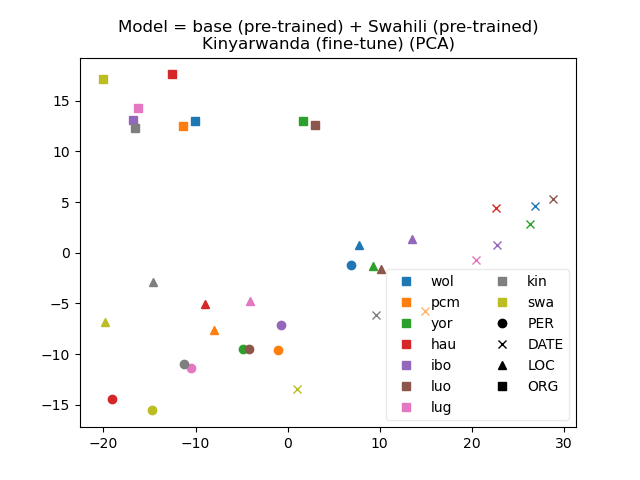 Model = base (pre-trained) + Swahili (pre-trained)
Kinyarwanda (fine-tune) (PCA)
15
10
5
0
−5
−10
−15
−20
−10
0
10
20
30
wol
pcm
yor
hau
ibo
luo
lug
kin
swa
PER
DATE
LOC
ORG